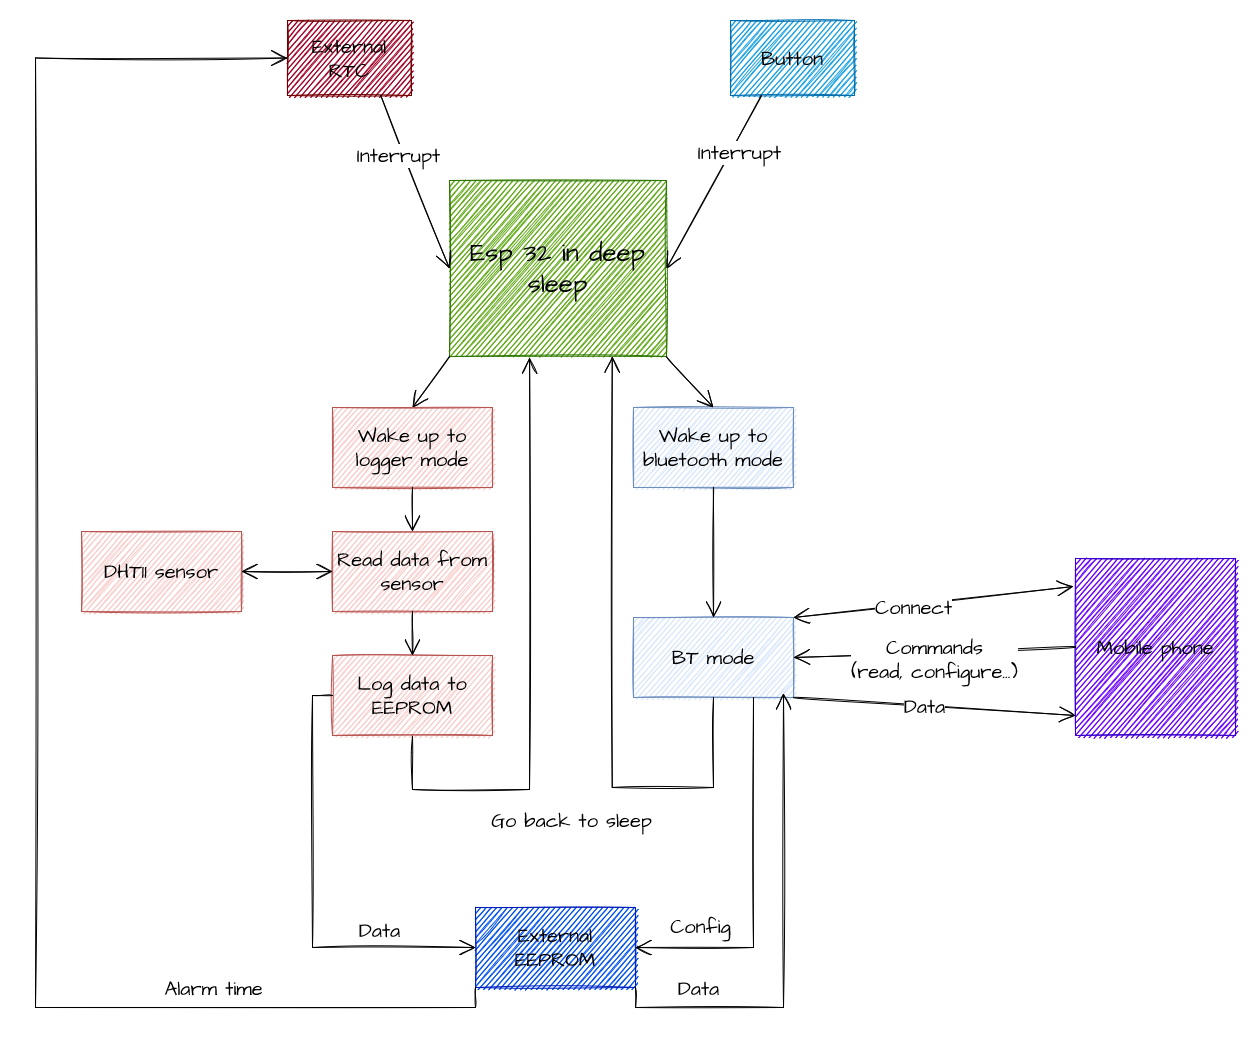 External
RTC
Button
Interrupt
Interrupt
Esp 32 in deep
sleep
Wake up to
logger mode
Wake up to
bluetooth mode
DHT11 sensor
Read data from
sensor
Connect
Commands
(read, configure...)
Mobile phone
BT mode
Log data to
EEPROM
Data
Go back to sleep
Data
External
EEPROM
Config
Alarm time
Data